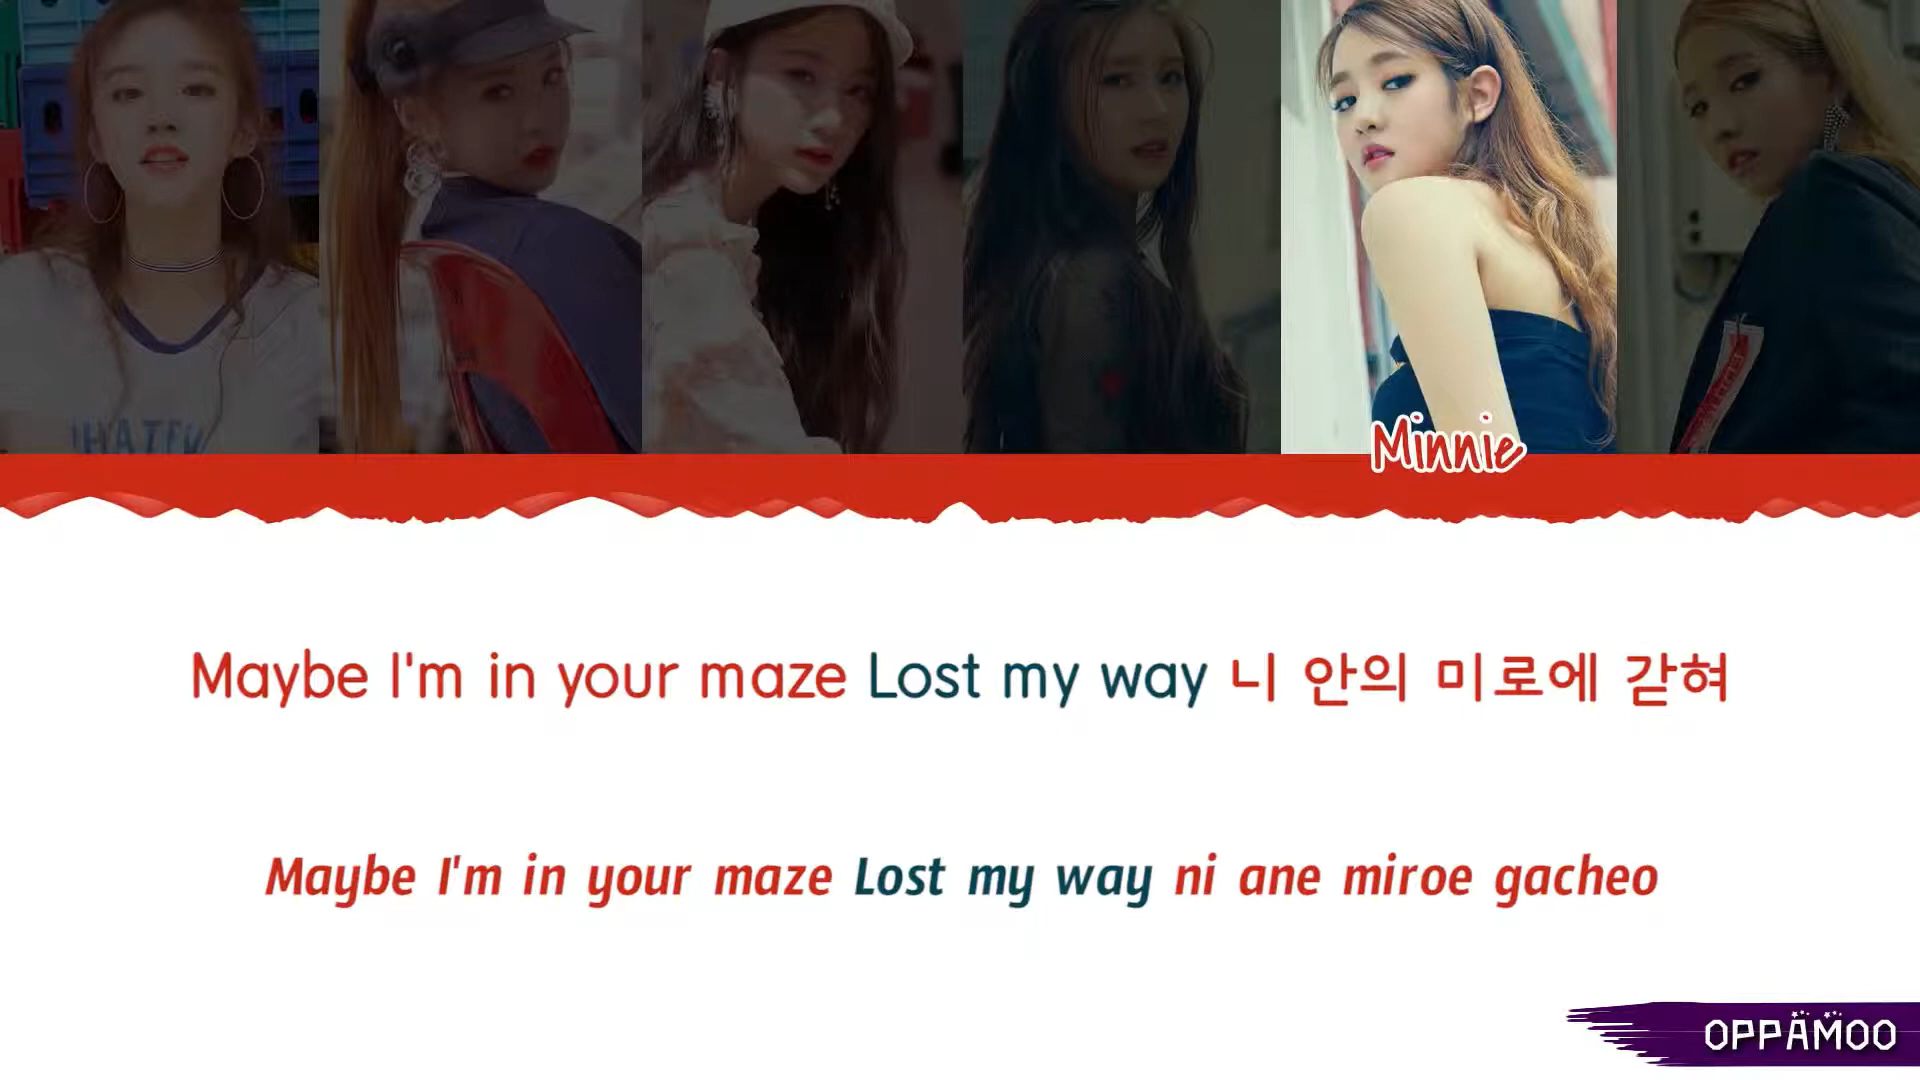 Minnie
Maybe I'm in your maze Lost my way 니 안의 미로에 갇혀
Maybe I'm in your maze Lost my way ni ane miroe gacheo
OPPAMOO